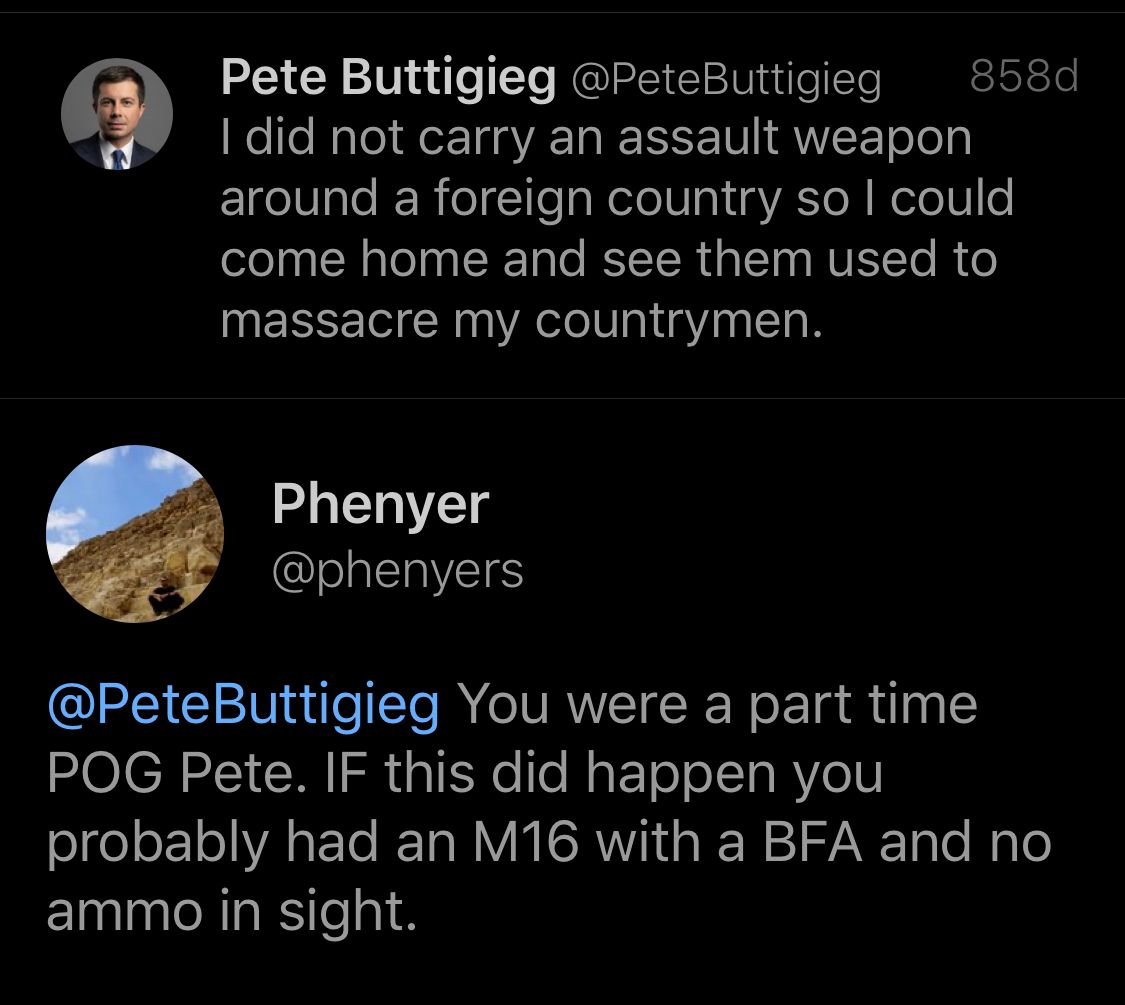 Pete Buttigieg @PeteButtigieg 858d
I did not carry an assault weapon
around a foreign country so I could
come home and see them used to
massacre my countrymen.
Phenyer
@phenyers
@PeteButtigieg You were a part time
POG Pete. IF this did happen you
probably had an M16 with a BFA and no
ammo in sight.